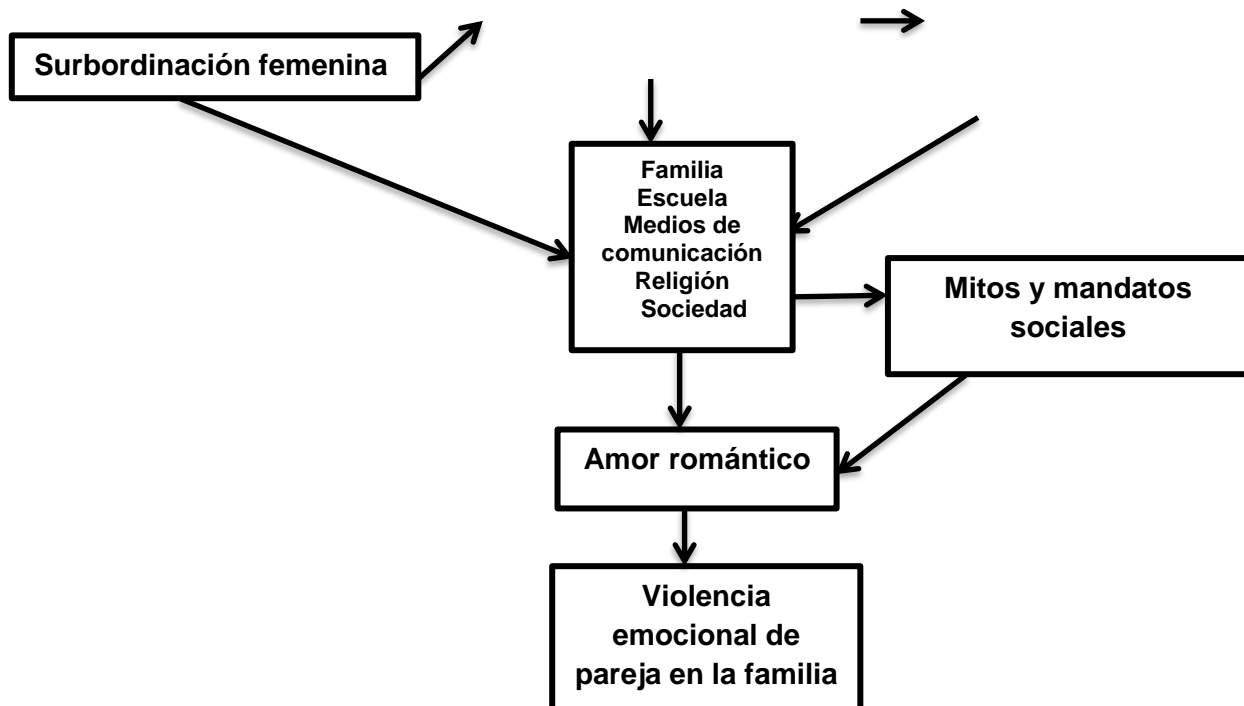 Surbordinación femenina
Familia
Escuela
Medios de
comunicación
Religión
Sociedad
Mitos y mandatos
sociales
Amor romántico
Violencia
emocional de
pareja en la familia